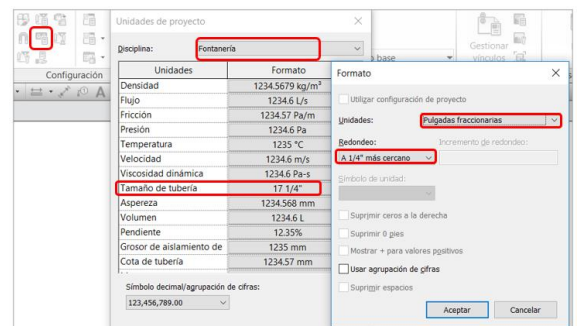 Configuración
Unidades de proyecto
Disciplina: Fontanería
Unidades Formato
Densidad 1234.5679 kg/m³
Flujo 1234.6 L/s
Fricción 1234.57 Pa/m
Presión 1234.6 Pa
Temperatura 1235 °C
Velocidad 1234.6 m/s
Viscosidad dinámica 1234.6 Pa-s
Tamaño de tubería 17 1/4"
Aspereza 1234.568 mm
Volumen 1234.6 L
Pendiente 12.35%
Grosor de aislamiento de 1235 mm
Cota de tubería 1234.57 mm
Símbolo decimal/agrupación de cifras:
123,456,789.00
Gestionar
vínculos
base
Formato
Utilizar configuración de proyecto
Unidades: Pulgadas fraccionarias
Redondeo: Incremento de redondeo:
A 1/4" más cercano
Símbolo de unidad:
Suprimir ceros a la derecha
Suprimir 0 pies
Mostrar + para valores positivos
Usar agrupación de cifras
Suprimir espacios
Aceptar Cancelar